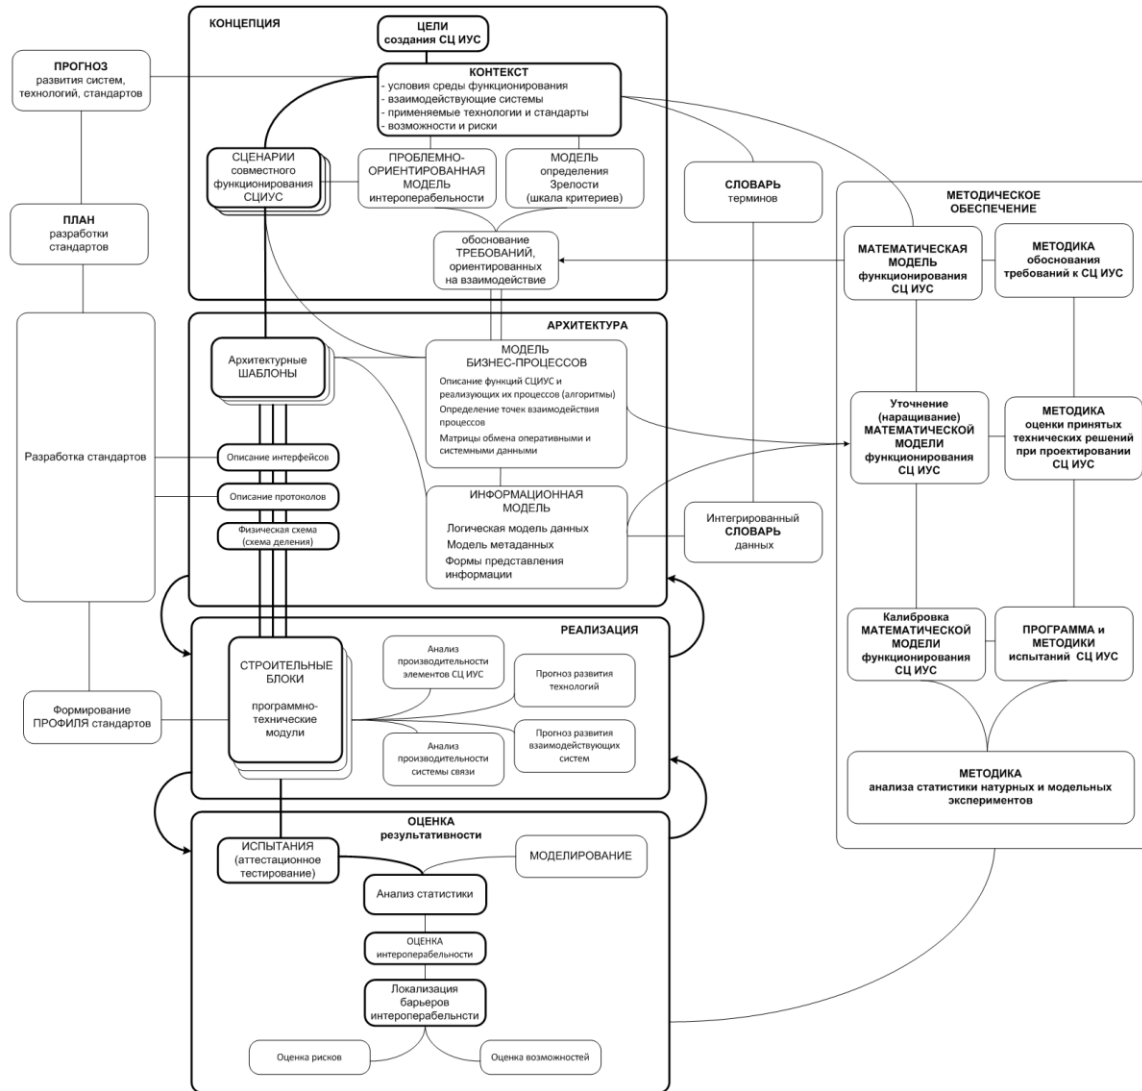 КОНЦЕПЦИЯ
ЦЕЛИ
создания СЦ ИУС
ПРОГНОЗ
развития систем,
технологий, стандартов
КОНТЕКСТ
- условия среды функционирования
- взаимодействующие системы
- применяемые технологии и стандарты
- возможности и риски
СЦЕНАРИИ
совместного
функционирования
СЦИУС
ПРОБЛЕМНО-
ОРИЕНТИРОВАННАЯ
МОДЕЛЬ
интероперабельности
МОДЕЛЬ
определения
Зрелости
(шкала критериев)
СЛОВАРЬ
терминов
ПЛАН
разработки
стандартов
обоснование
ТРЕБОВАНИЙ,
ориентированных
на взаимодействие
МЕТОДИЧЕСКОЕ
ОБЕСПЕЧЕНИЕ
МАТЕМАТИЧЕСКАЯ
МОДЕЛЬ
функционирования
СЦ ИУС
МЕТОДИКА
обоснования
требований к СЦ ИУС
АРХИТЕКТУРА
Архитектурные
ШАБЛОНЫ
МОДЕЛЬ
БИЗНЕС-ПРОЦЕССОВ
Описание функций СЦИУС и
реализующих их процессов (алгоритмы)
Определение точек взаимодействия
процессов
Матрицы обмена оперативными и
системными данными
Уточнение
(наращивание)
МАТЕМАТИЧЕСКОЙ
МОДЕЛИ
функционирования
СЦ ИУС
МЕТОДИКА
оценки принятых
технических решений
при проектировании
СЦ ИУС
Разработка стандартов
Описание интерфейсов
Описание протоколов
Физическая схема
(схема деления)
ИНФОРМАЦИОННАЯ
МОДЕЛЬ
Логическая модель данных
Модель метаданных
Формы представления
информации
Интегрированный
СЛОВАРЬ
данных
РЕАЛИЗАЦИЯ
СТРОИТЕЛЬНЫЕ
БЛОКИ
программно-
технические
модули
Анализ
производительности
элементов СЦ ИУС
Прогноз развития
технологий
Анализ
производительности
системы связи
Прогноз развития
взаимодействующих
систем
Формирование
ПРОФИЛЯ стандартов
Калибровка
МАТЕМАТИЧЕСКОЙ
МОДЕЛИ
функционирования
СЦ ИУС
ПРОГРАММА и
МЕТОДИКИ
испытаний СЦ ИУС
МЕТОДИКА
анализа статистики натурных и модельных
экспериментов
ОЦЕНКА
результативности
ИСПЫТАНИЯ
(аттестационное
тестирование)
МОДЕЛИРОВАНИЕ
Анализ статистики
ОЦЕНКА
интероперабельности
Локализация
барьеров
интероперабельнсти
Оценка рисков
Оценка возможностей